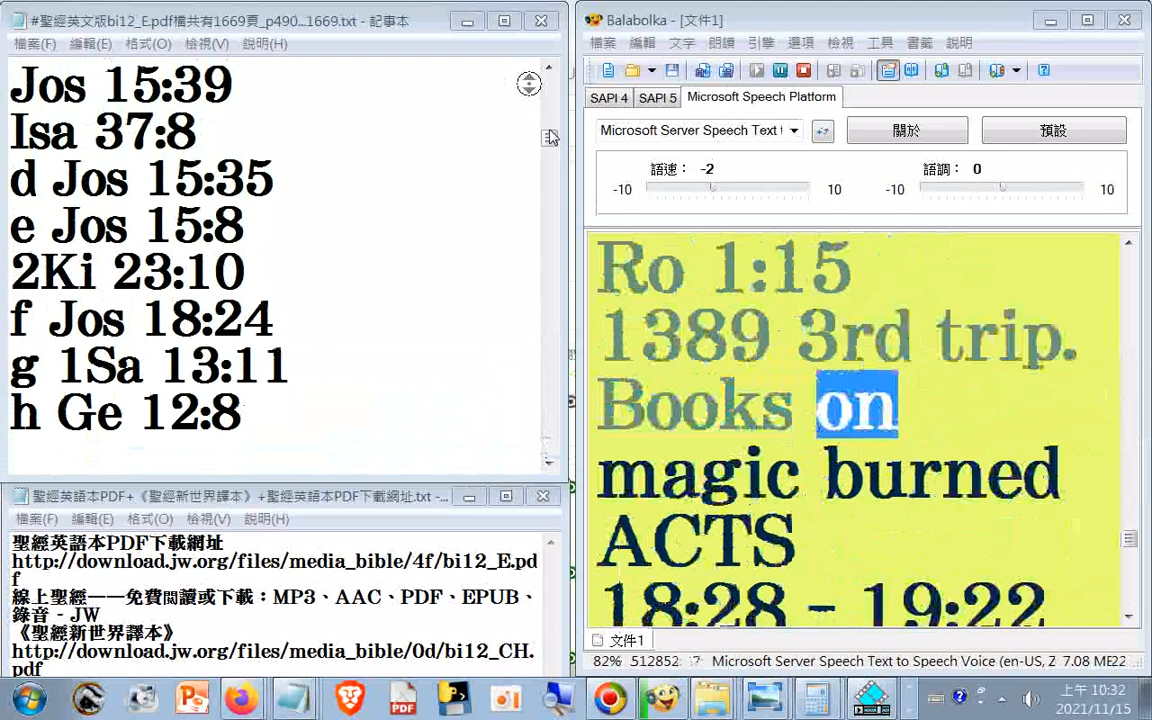 #聖經英文版bi12_E.pdf檔共有1669頁_p490...1669.txt - 記事本
檔案(F) 編輯(E) 格式(O) 檢視(V) 說明(H)
Jos 15:39
Isa 37:8
d Jos 15:35
e Jos 15:8
2Ki 23:10
f Jos 18:24
g 1Sa 13:11
h Ge 12:8
聖經英語本PDF+《聖經新世界譯本》+聖經英語本PDF下載網址.txt -...
檔案(F) 編輯(E) 格式(O) 檢視(V) 說明(H)
聖經英語本PDF下載網址
http://download.jw.org/files/media_bible/4f/bi12_E.pd
f
線上聖經——免費閱讀或下載：MP3、AAC、PDF、EPUB、
錄音 - JW
《聖經新世界譯本》
http://download.jw.org/files/media_bible/0d/bi12_CH.
pdf
Balabolka - [文件1]
檔案 編輯 文字 朗讀 引擎 選項 檢視 工具 書籤 說明
SAPI 4 SAPI 5 Microsoft Speech Platform
Microsoft Server Speech Text t 關於 預設
語速： -2 語調： 0
-10 10 -10 10
Ro 1:15
1389 3rd trip.
Books on
magic burned
ACTS
18:28 – 19:22
文件1
82% 512852 Microsoft Server Speech Text to Speech Voice (en-US, Z 7.08 ME22
上午 10:32
2021/11/15